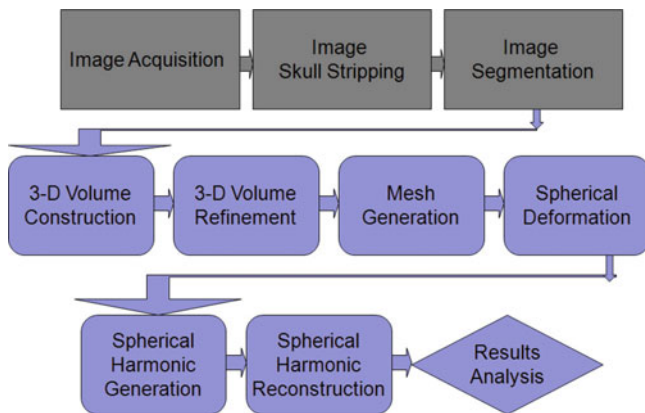 Image Acquisition
Image
Skull Stripping
Image
Segmentation
3-D Volume
Construction
3-D Volume
Refinement
Mesh
Generation
Spherical
Deformation
Spherical
Harmonic
Generation
Spherical
Harmonic
Reconstruction
Results
Analysis